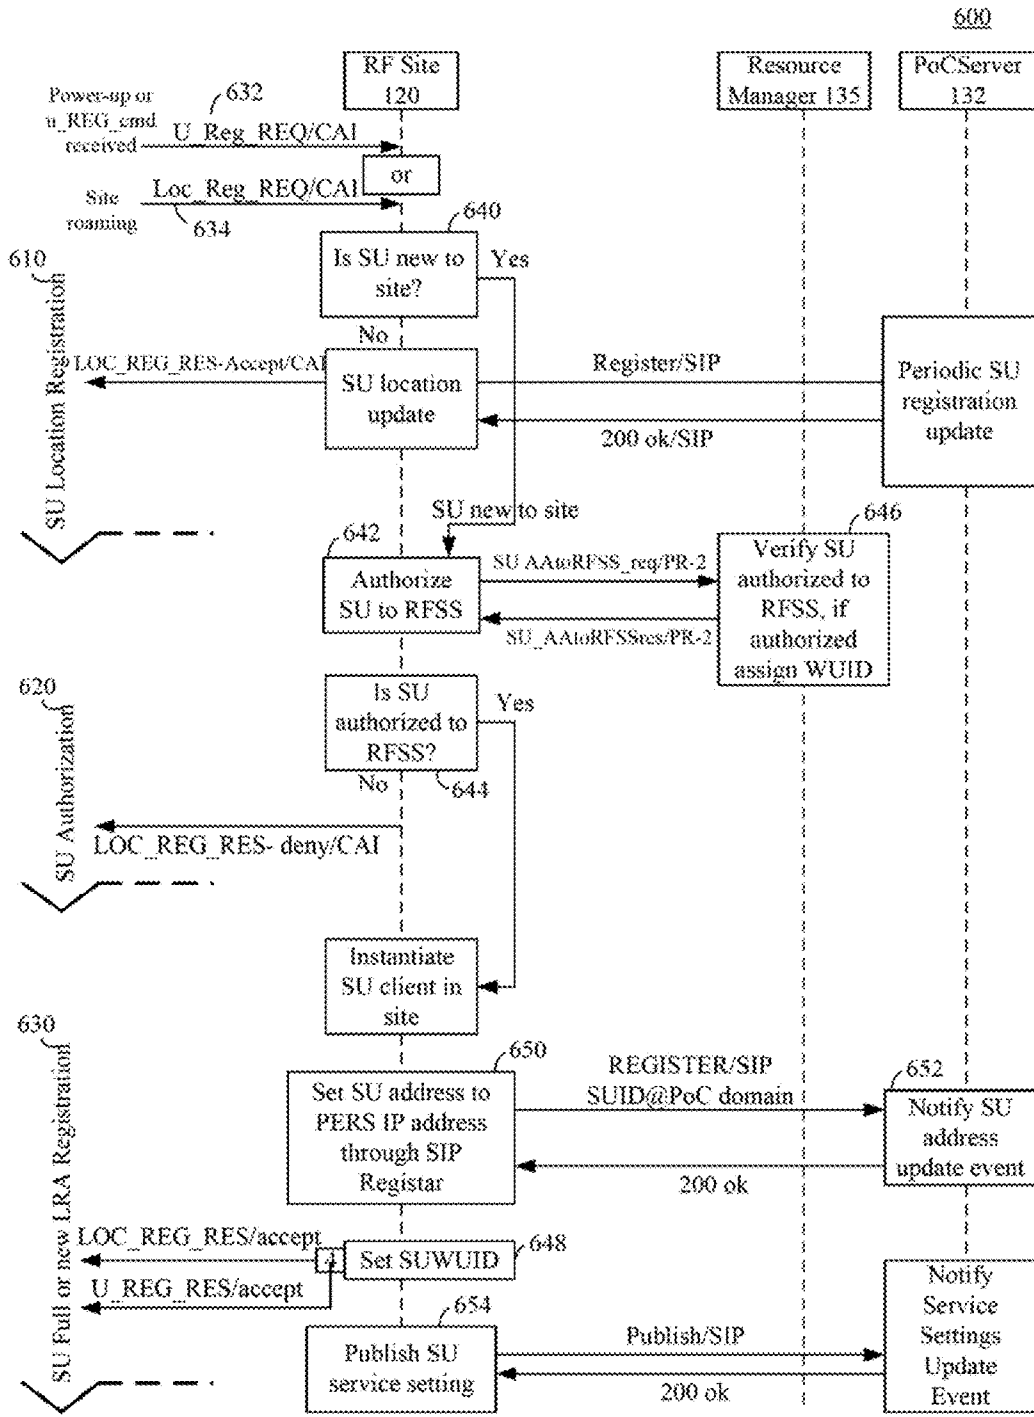 600
RF Site
120
Resource
Manager 135
PoCServer
132
Power-up or
u_REG_cmd
received
632
U_Reg_REQ/CAI
or
Loc_Reg_REQ/CAI
Site
roaming
634
640
Is SU new to
site?
Yes
No
610
SU Location Registration
LOC_REG_RES-Accept/CAI
SU location
update
Register/SIP
200 ok/SIP
Periodic SU
registration
update
SU new to site
642
Authorize
SU to RFSS
SU AAtoRFSS_req/PR-2
SU_AAtoRFSSres/PR-2
646
Verify SU
authorized to
RFSS, if
authorized
assign WUID
620
SU Authorization
Is SU
authorized to
RFSS?
Yes
No
644
LOC_REG_RES- deny/CAI
Instantiate
SU client in
site
630
SU Full or new LRA Registration
650
Set SU address to
PERS IP address
through SIP
Registrar
REGISTER/SIP
SUID@PoC domain
200 ok
652
Notify SU
address
update event
LOC_REG_RES/accept
U_REG_RES/accept
4
Set SUWUID
648
654
Publish SU
service setting
Publish/SIP
200 ok
Notify
Service
Settings
Update
Event